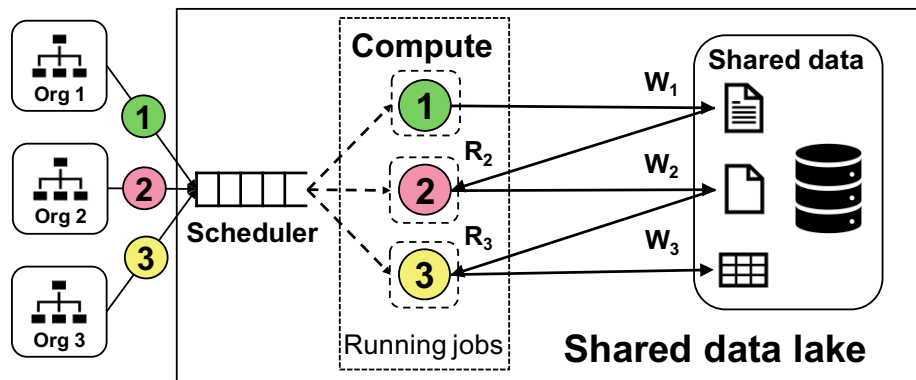 Org 1
Org 2
Org 3
1
2
3
Scheduler
Compute
1
2
3
Running jobs
W₁
R₂
W₂
R₃
W₃
Shared data
Shared data lake